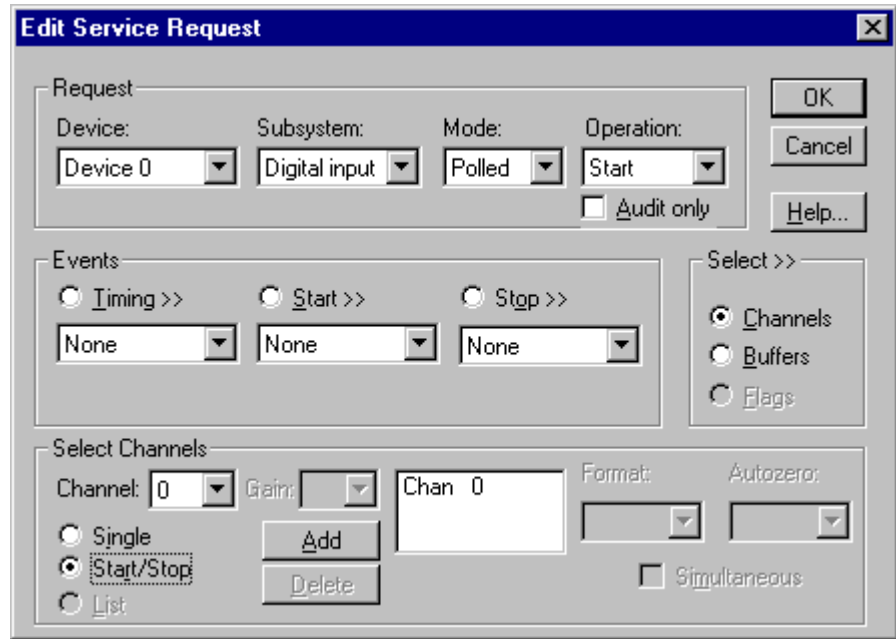 Edit Service Request
Request
OK
Device: Subsystem: Mode: Operation:
Cancel
Device 0 Digital input Polled Start
Audit only
Help...
Events
Select >>
Timing >> Start >> Stop >>
Channels
None None None
Buffers
Flags
Select Channels
Channel: 0 Gain: Chan 0 Format: Autozero:
Single
Add
Start/Stop
Delete
Simultaneous
List